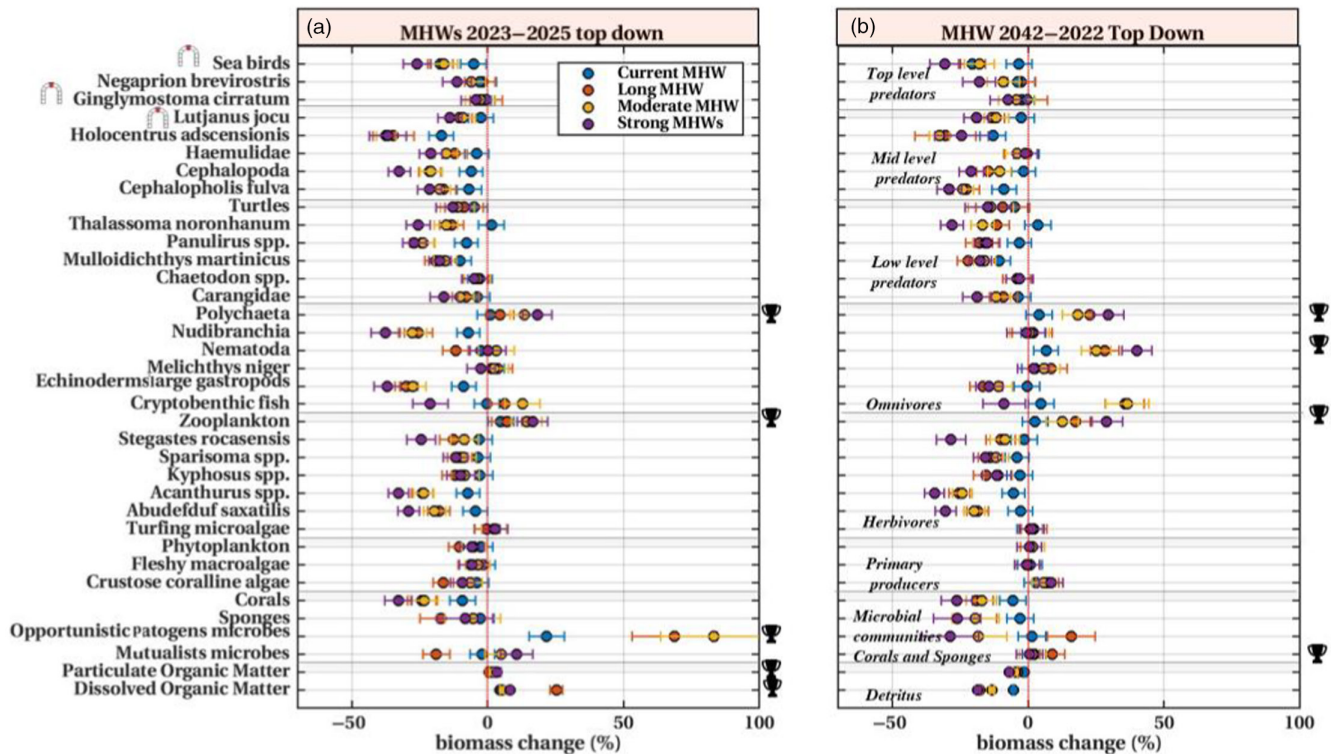 (a)
MHWs 2023–2025 top down
(b)
MHW 2042–2022 Top Down
Sea birds
Negaprion brevirostris
Ginglymostoma cirratum
Lutjanus jocu
Holocentrus adscensionis
Haemulidae
Cephalopoda
Cephalopholis fulva
Turtles
Thalassoma noronhanum
Panulirus spp.
Mulloidichthys martinicus
Chaetodon spp.
Carangidae
Polychaeta
Nudibranchia
Nematoda
Melichthys niger
Echinodermslarge gastropods
Cryptobenthic fish
Zooplankton
Stegastes rocasensis
Sparisoma spp.
Kyphosus spp.
Acanthurus spp.
Abudefduf saxatilis
Turfing microalgae
Phytoplankton
Fleshy macroalgae
Crustose coralline algae
Corals
Sponges
Opportunistic Patogens microbes
Mutualists microbes
Particulate Organic Matter
Dissolved Organic Matter
Current MHW
Long MHW
Moderate MHW
Strong MHWs
−50
0
50
100
biomass change (%)
Top level
predators
Mid level
predators
Low level
predators
Omnivores
Herbivores
Primary
producers
Microbial
communities
Corals and Sponges
Detritus
−50
0
50
100
biomass change (%)